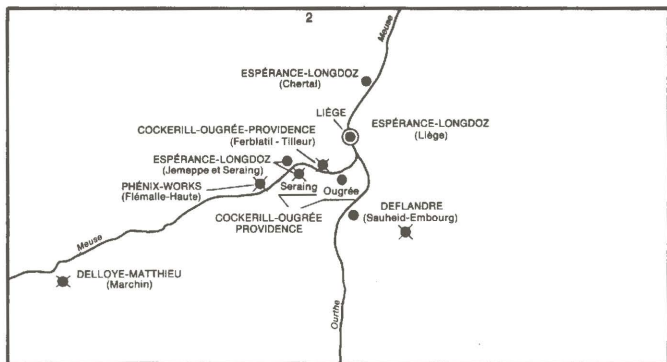 2
Meuse
ESPÉRANCE-LONGDOZ
(Chertal)
LIÈGE
ESPÉRANCE-LONGDOZ
(Liège)
COCKERILL-OUGRÉE-PROVIDENCE
(Ferblatil - Tilleur)
ESPÉRANCE-LONGDOZ
(Jemeppe et Seraing)
PHÉNIX-WORKS
(Flémalle-Haute)
Seraing
Ougrée
COCKERILL-OUGRÉE
PROVIDENCE
DEFLANDRE
(Sauheid-Embourg)
Meuse
DELLOYE-MATTHIEU
(Marchin)
Ourthe